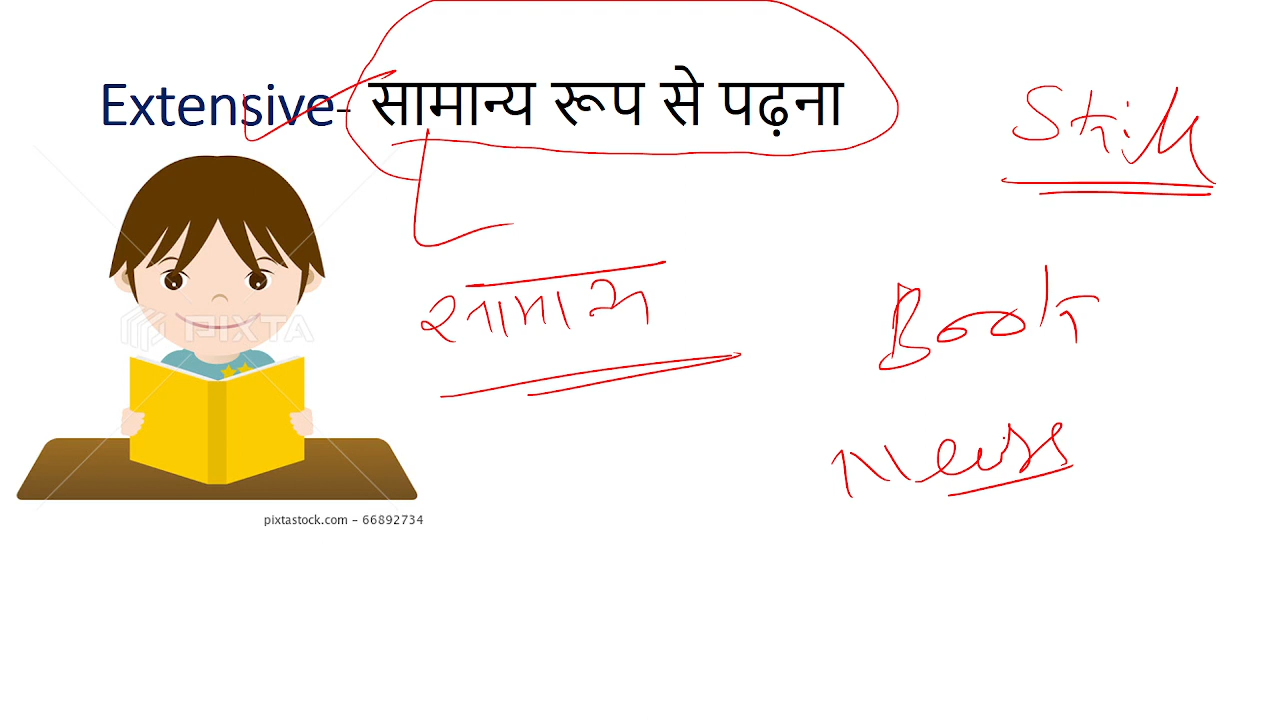 Extensive- सामान्य रूप से पढ़ना
Skill
सामान्य
Book
News
PIXTA
pixtastock.com – 66892734